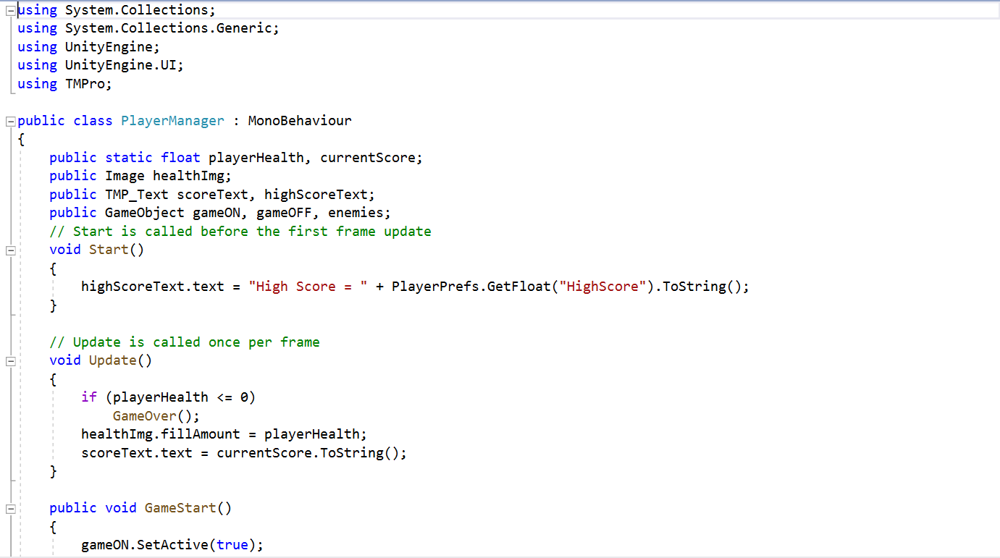 using System.Collections;
using System.Collections.Generic;
using UnityEngine;
using UnityEngine.UI;
using TMPro;

public class PlayerManager : MonoBehaviour
{
    public static float playerHealth, currentScore;
    public Image healthImg;
    public TMP_Text scoreText, highScoreText;
    public GameObject gameON, gameOFF, enemies;
    // Start is called before the first frame update
    void Start()
    {
        highScoreText.text = "High Score = " + PlayerPrefs.GetFloat("HighScore").ToString();
    }

    // Update is called once per frame
    void Update()
    {
        if (playerHealth <= 0)
            GameOver();
        healthImg.fillAmount = playerHealth;
        scoreText.text = currentScore.ToString();
    }

    public void GameStart()
    {
        gameON.SetActive(true);